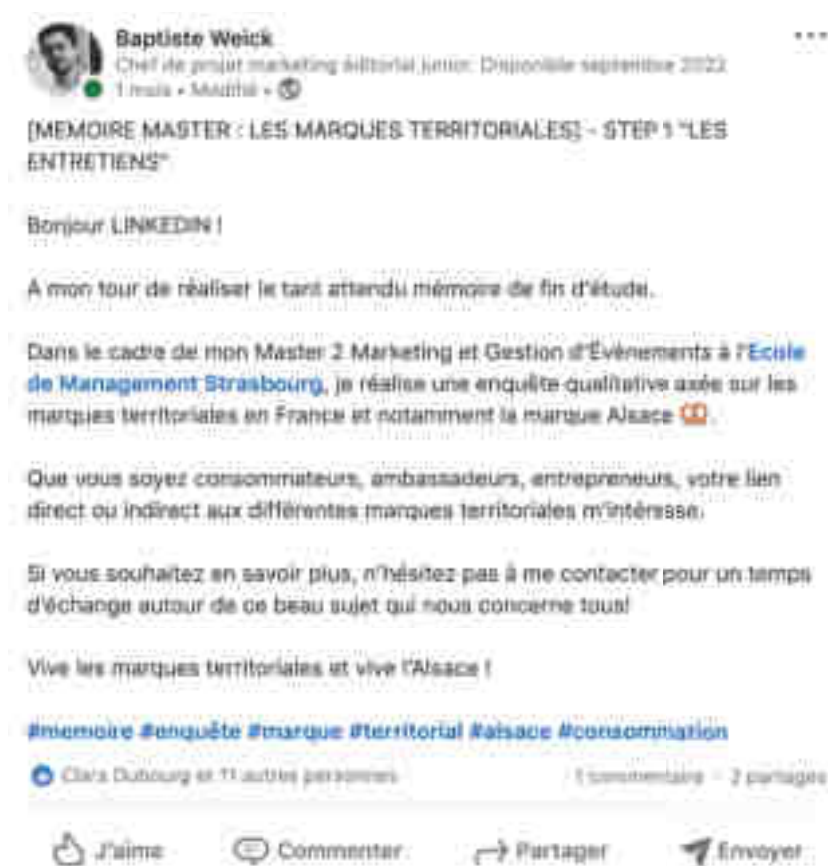 Baptiste Weick
Chef de projet marketing éditorial junior. Disponible septembre 2022
1 mois • Modifié •
[MEMOIRE MASTER : LES MARQUES TERRITORIALES] - STEP 1 "LES
ENTRETIENS"
Bonjour LINKEDIN !
A mon tour de réaliser le tant attendu mémoire de fin d'étude.
Dans le cadre de mon Master 2 Marketing et Gestion d'Évènements à l'Ecole
de Management Strasbourg, je réalise une enquête qualitative axée sur les
marques territoriales en France et notamment la marque Alsace 🥨.
Que vous soyez consommateurs, ambassadeurs, entrepreneurs, votre lien
direct ou indirect aux différentes marques territoriales m'intéresse.
Si vous souhaitez en savoir plus, n'hésitez pas à me contacter pour un temps
d'échange autour de ce beau sujet qui nous concerne tous!
Vive les marques territoriales et vive l'Alsace !
#memoire #enquête #marque #territorial #alsace #consommation
Clara Dubourg et 11 autres personnes
1 commentaire · 2 partages
J'aime
Commenter
Partager
Envoyer